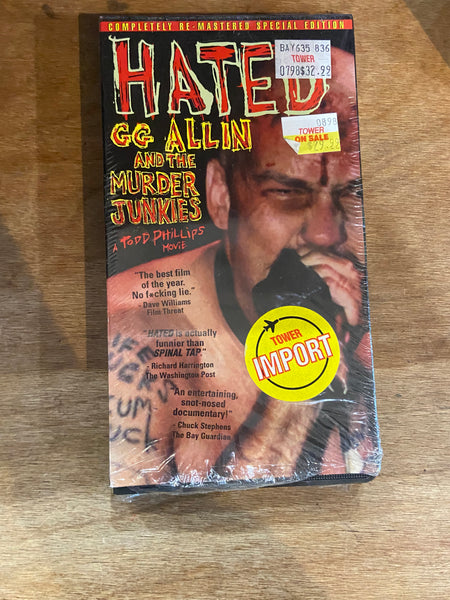 COMPLETELY RE-MASTERED SPECIAL EDITION
BAY635 836
TOWER
0798$32.99
HATED
0898
TOWER
ON SALE
GG ALLIN
AND THE
MURDER
JUNKIES
A TODD PHILLIPS
MOVIE
"The best film
of the year.
No f*cking lie."
- Dave Williams
Film Threat
"HATED is actually
funnier than
SPINAL TAP."
- Richard Harrington
The Washington Post
"An entertaining,
snot-nosed
documentary!"
- Chuck Stephens
The Bay Guardian
TOWER
IMPORT